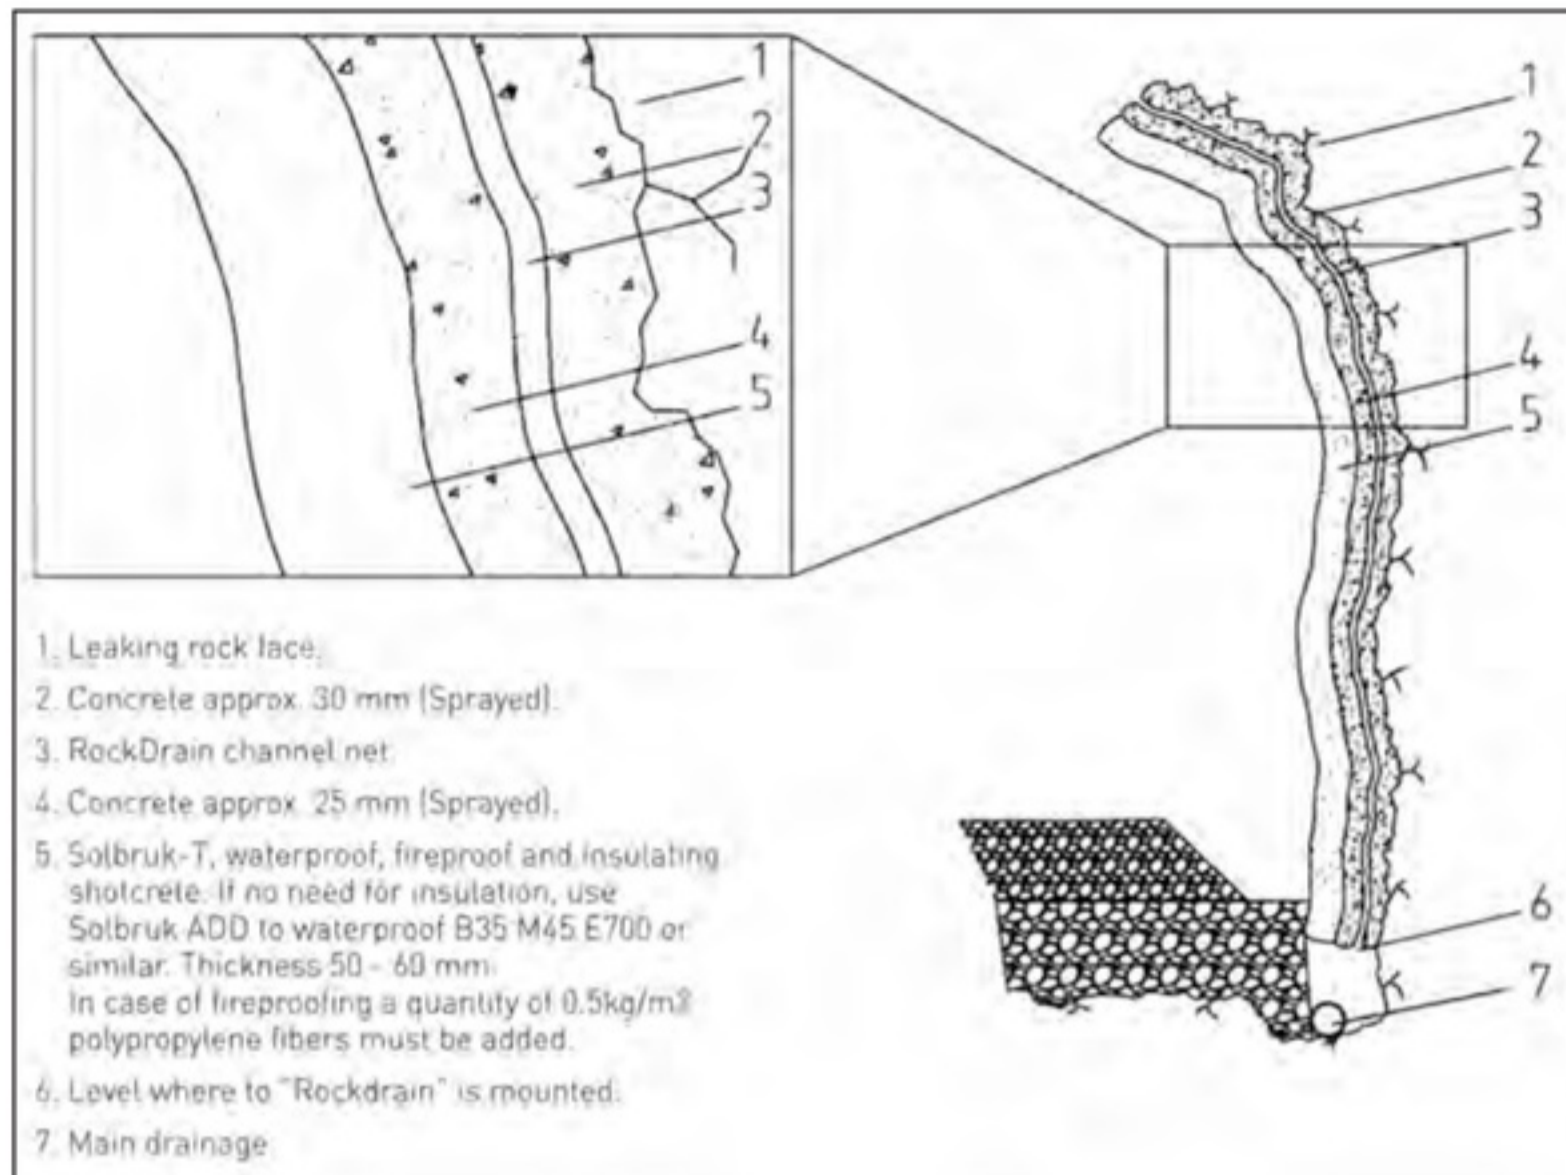 1
2
3
4
5
1
2
3
4
5
6
7
1. Leaking rock face.
2. Concrete approx. 30 mm (Sprayed).
3. RockDrain channel net.
4. Concrete approx. 25 mm (Sprayed).
5. Solbruk-T, waterproof, fireproof and insulating
shotcrete. If no need for insulation, use
Solbruk ADD to waterproof B35 M45 E700 or
similar. Thickness 50 - 60 mm.
In case of fireproofing a quantity of 0.5kg/m3
polypropylene fibers must be added.
6. Level where to "Rockdrain" is mounted.
7. Main drainage